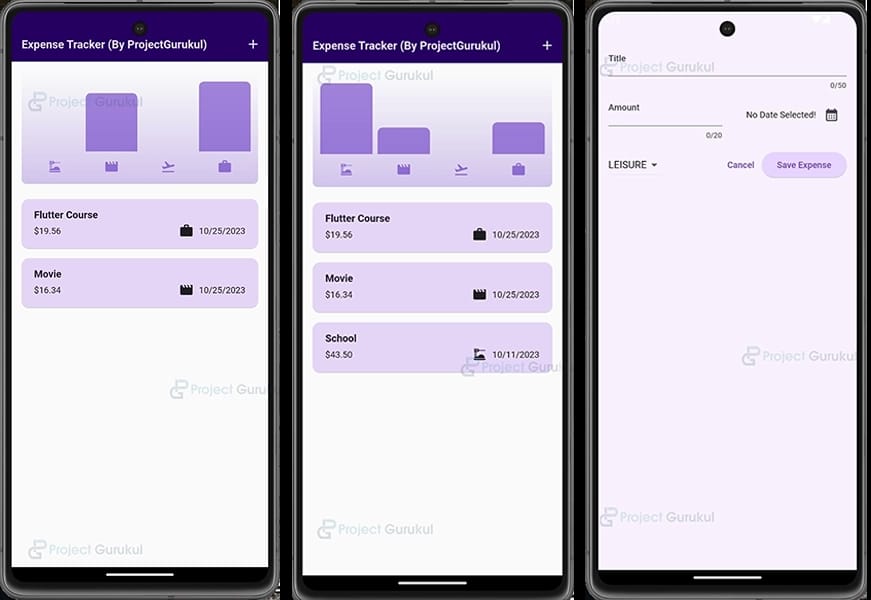 Expense Tracker (By ProjectGurukul)
+
Project Gurukul
Flutter Course
$19.56
10/25/2023
Movie
$16.34
10/25/2023
Project Gurukul
Project Gurukul
Expense Tracker (By ProjectGurukul)
+
Project Gurukul
Flutter Course
$19.56
10/25/2023
Movie
$16.34
10/25/2023
School
$43.50
10/11/2023
Project Guruku
Project Gurukul
Title
Project Gurukul
0/50
Amount
No Date Selected!
0/20
LEISURE
Cancel
Save Expense
Project Gurukul
Project Gurukul